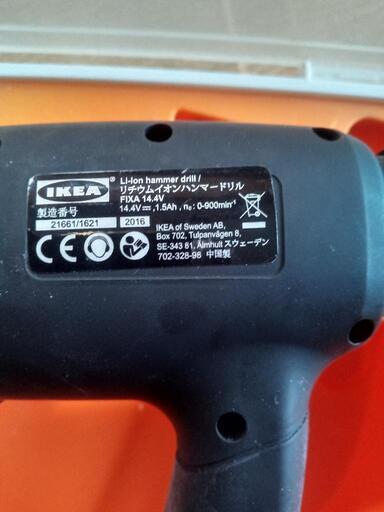 IKEA®
Li-Ion hammer drill /
リチウムイオンハンマードリル
FIXA 14.4V
14.4V⎓, 1.5Ah , n₀ : 0-900min⁻¹
製造番号
21661/1621 2016
CE
IKEA of Sweden AB,
Box 702, Tulpanvägen 8,
SE-343 81, Älmhult スウェーデン
702-328-98 中国製